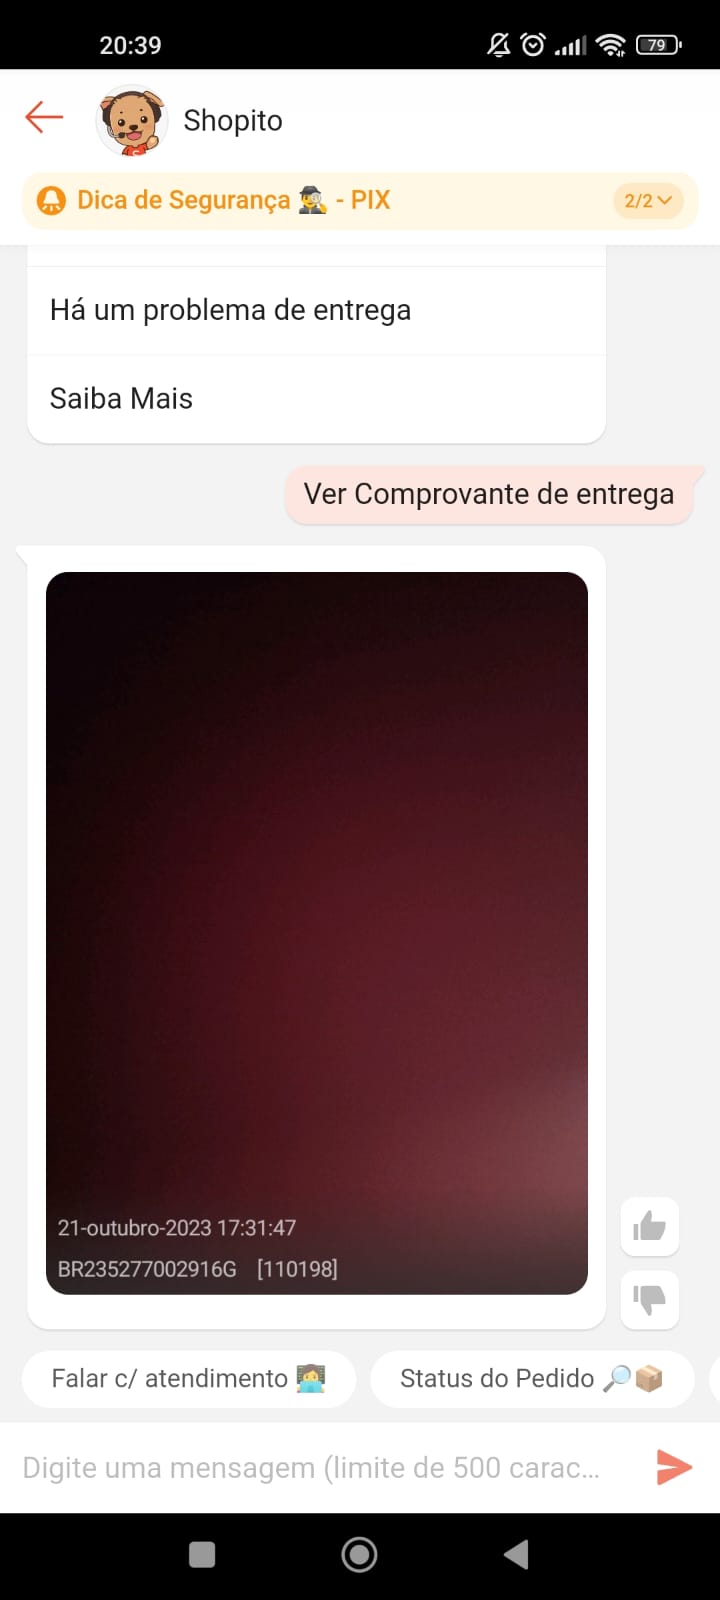 20:39
79
Shopito
Dica de Segurança - PIX
2/2
Há um problema de entrega
Saiba Mais
Ver Comprovante de entrega
21-outubro-2023 17:31:47
BR235277002916G [110198]
Falar c/ atendimento
Status do Pedido
Digite uma mensagem (limite de 500 carac...